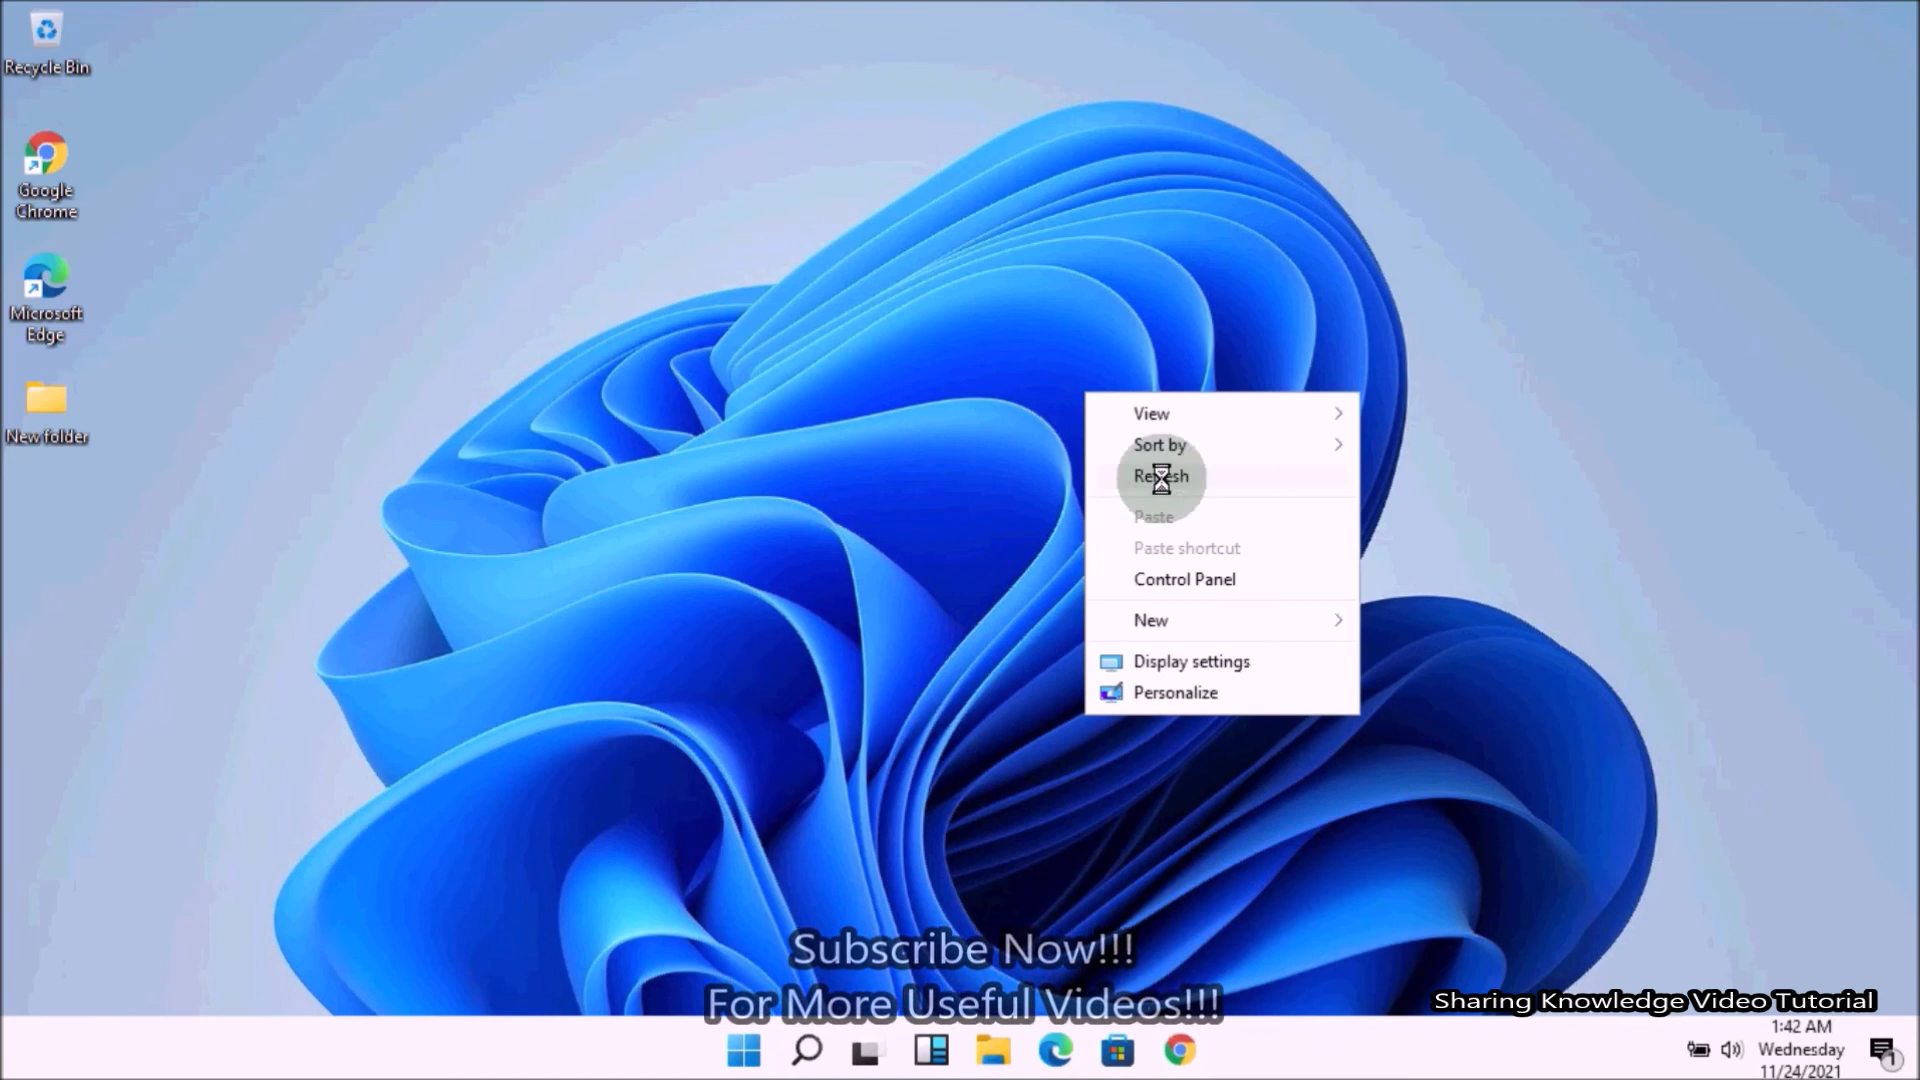 Recycle Bin
Google
Chrome
Microsoft
Edge
New folder
View
Sort by
Refresh
Paste
Paste shortcut
Control Panel
New
Display settings
Personalize
Subscribe Now!!!
For More Useful Videos!!!
Sharing Knowledge Video Tutorial
1:42 AM
Wednesday
11/24/2021
1